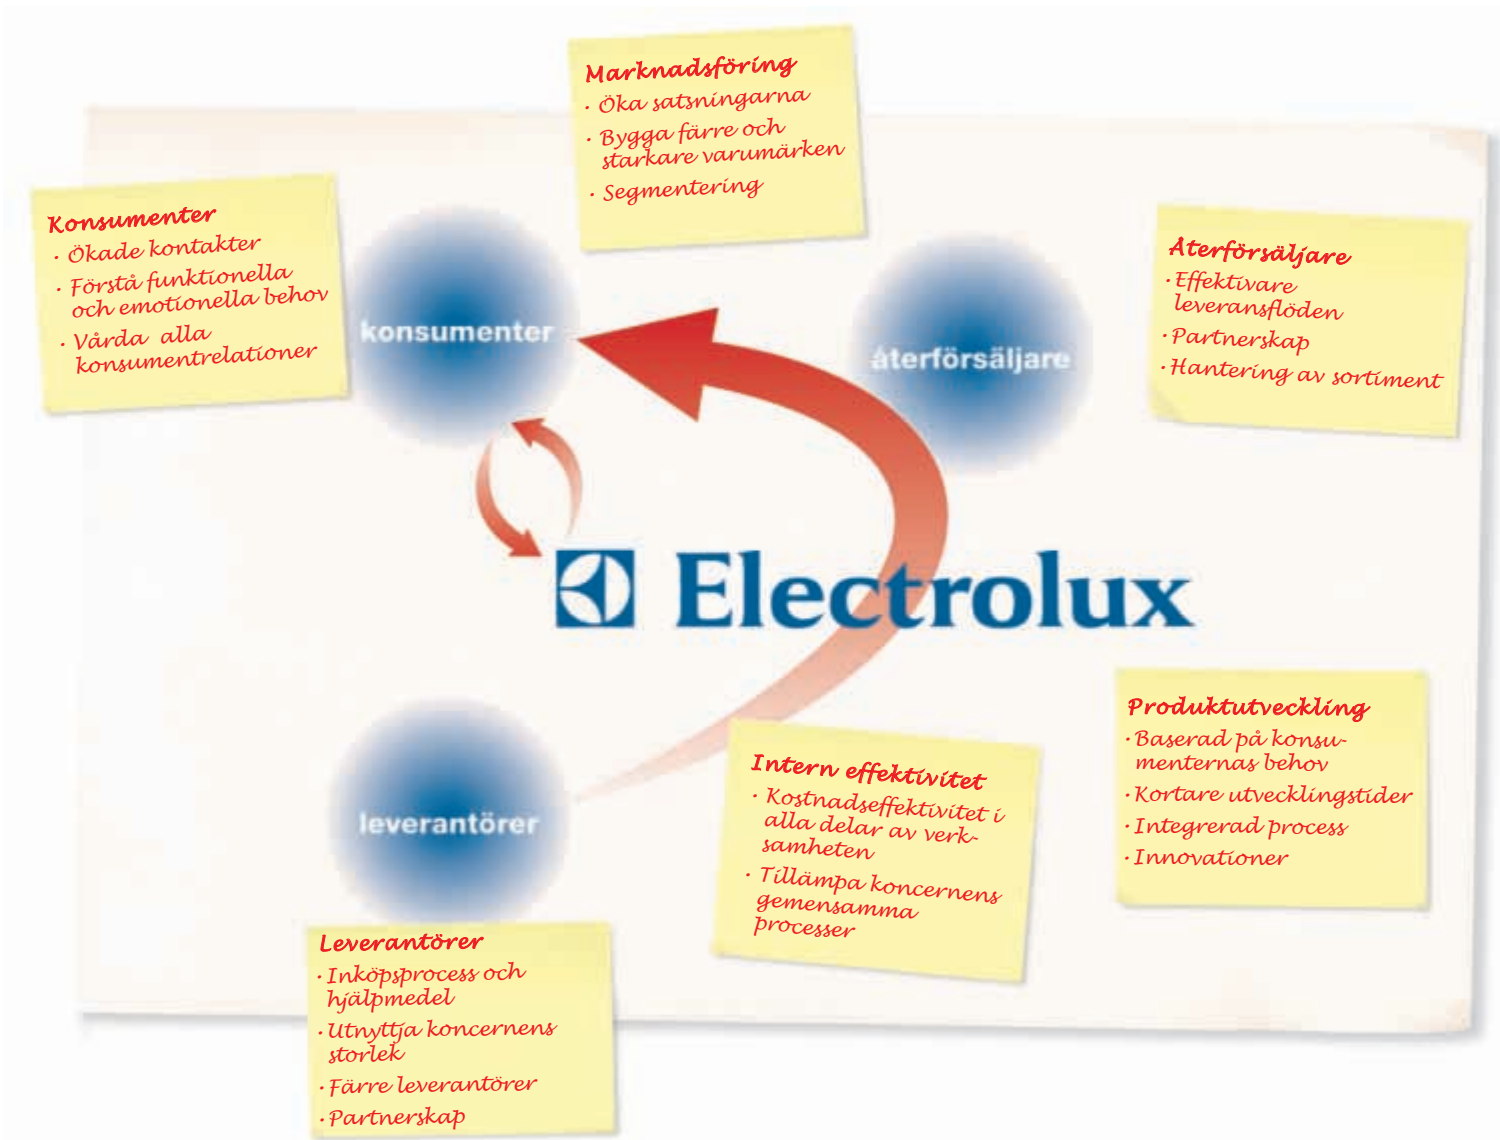 Marknadsföring
· Öka satsningarna
· Bygga färre och
starkare varumärken
· Segmentering
Konsumenter
· Ökade kontakter
· Förstå funktionella
och emotionella behov
· Vårda alla
konsumentrelationer
konsumenter
återförsäljare
Återförsäljare
· Effektivare
leveransflöden
· Partnerskap
· Hantering av sortiment
Electrolux
leverantörer
Leverantörer
· Inköpsprocess och
hjälpmedel
· Utnyttja koncernens
storlek
· Färre leverantörer
· Partnerskap
Intern effektivitet
· Kostnadseffektivitet i
alla delar av verk-
samheten
· Tillämpa koncernens
gemensamma
processer
Produktutveckling
· Baserad på konsu-
menternas behov
· Kortare utvecklingstider
· Integrerad process
· Innovationer